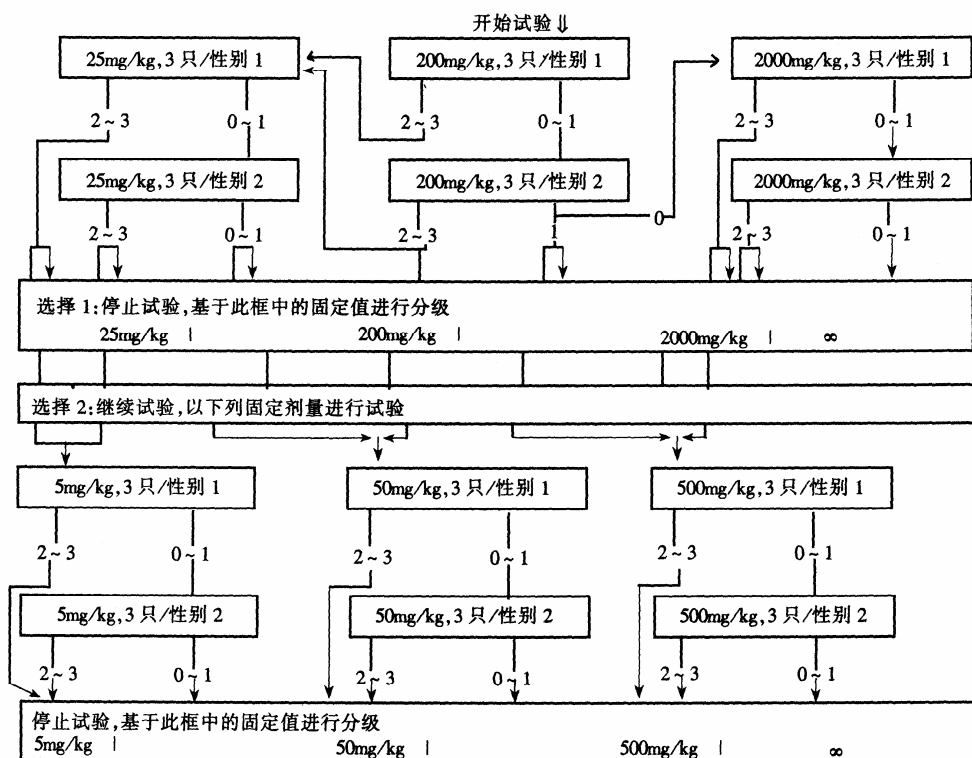 开始试验⇓
25mg/kg,3 只/性别 1
200mg/kg,3 只/性别 1
2000mg/kg,3 只/性别 1
2~3
0~1
2~3
0~1
2~3
0~1
25mg/kg,3 只/性别 2
200mg/kg,3 只/性别 2
2000mg/kg,3 只/性别 2
0
2~3
0~1
2~3
1
2~3
0~1
选择 1:停止试验,基于此框中的固定值进行分级
25mg/kg | 200mg/kg | 2000mg/kg | ∞
选择 2:继续试验,以下列固定剂量进行试验
5mg/kg,3 只/性别 1
50mg/kg,3 只/性别 1
500mg/kg,3 只/性别 1
2~3
0~1
2~3
0~1
2~3
0~1
5mg/kg,3 只/性别 2
50mg/kg,3 只/性别 2
500mg/kg,3 只/性别 2
2~3
0~1
2~3
0~1
2~3
0~1
停止试验,基于此框中的固定值进行分级
5mg/kg | 50mg/kg | 500mg/kg | ∞